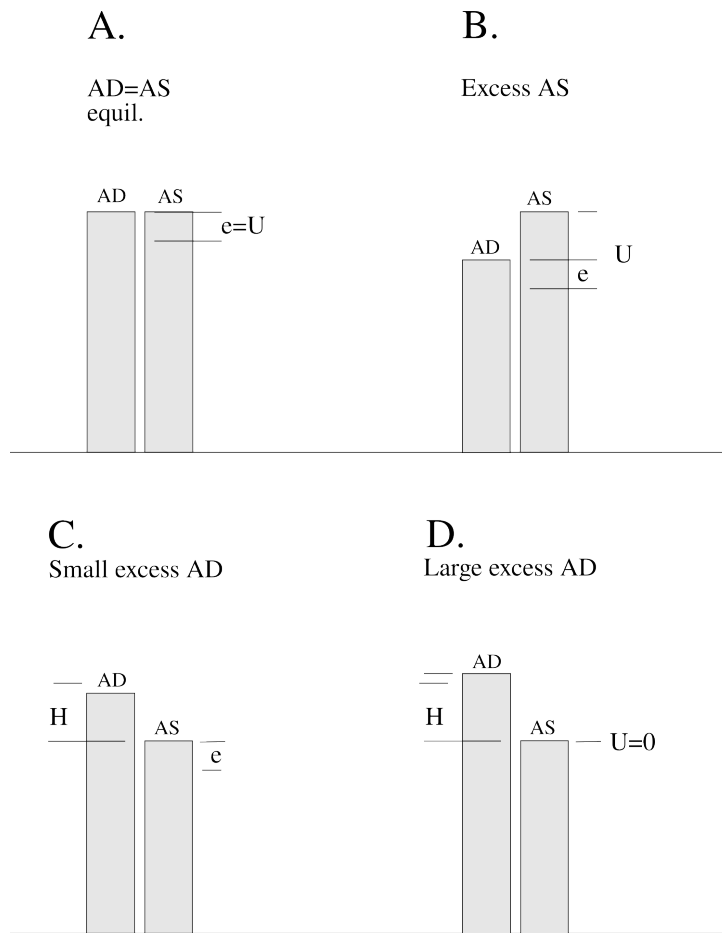 A.
AD=AS
equil.
AD
AS
e=U
B.
Excess AS
AS
AD
U
e
C.
Small excess AD
AD
H
AS
e
D.
Large excess AD
AD
H
AS
U=0